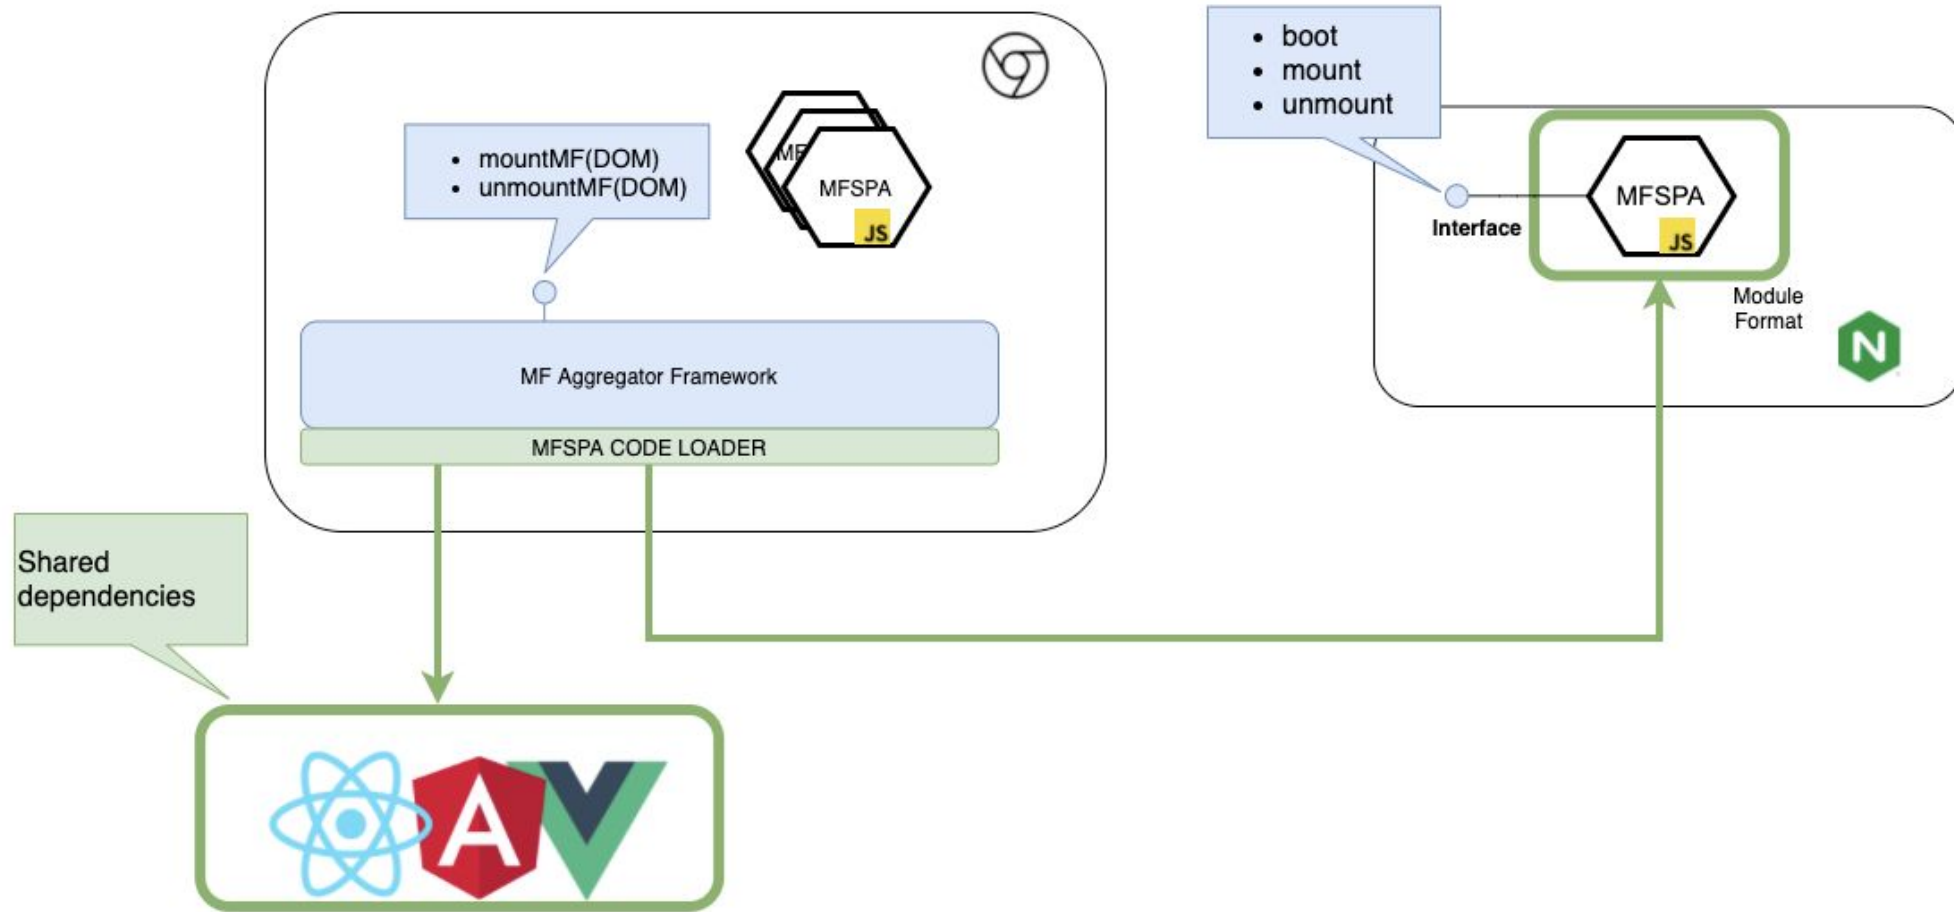 boot
mount
unmount
mountMF(DOM)
unmountMF(DOM)
MF
MFSPA
JS
MFSPA
JS
Interface
Module
Format
N
MF Aggregator Framework
MFSPA CODE LOADER
Shared
dependencies
A